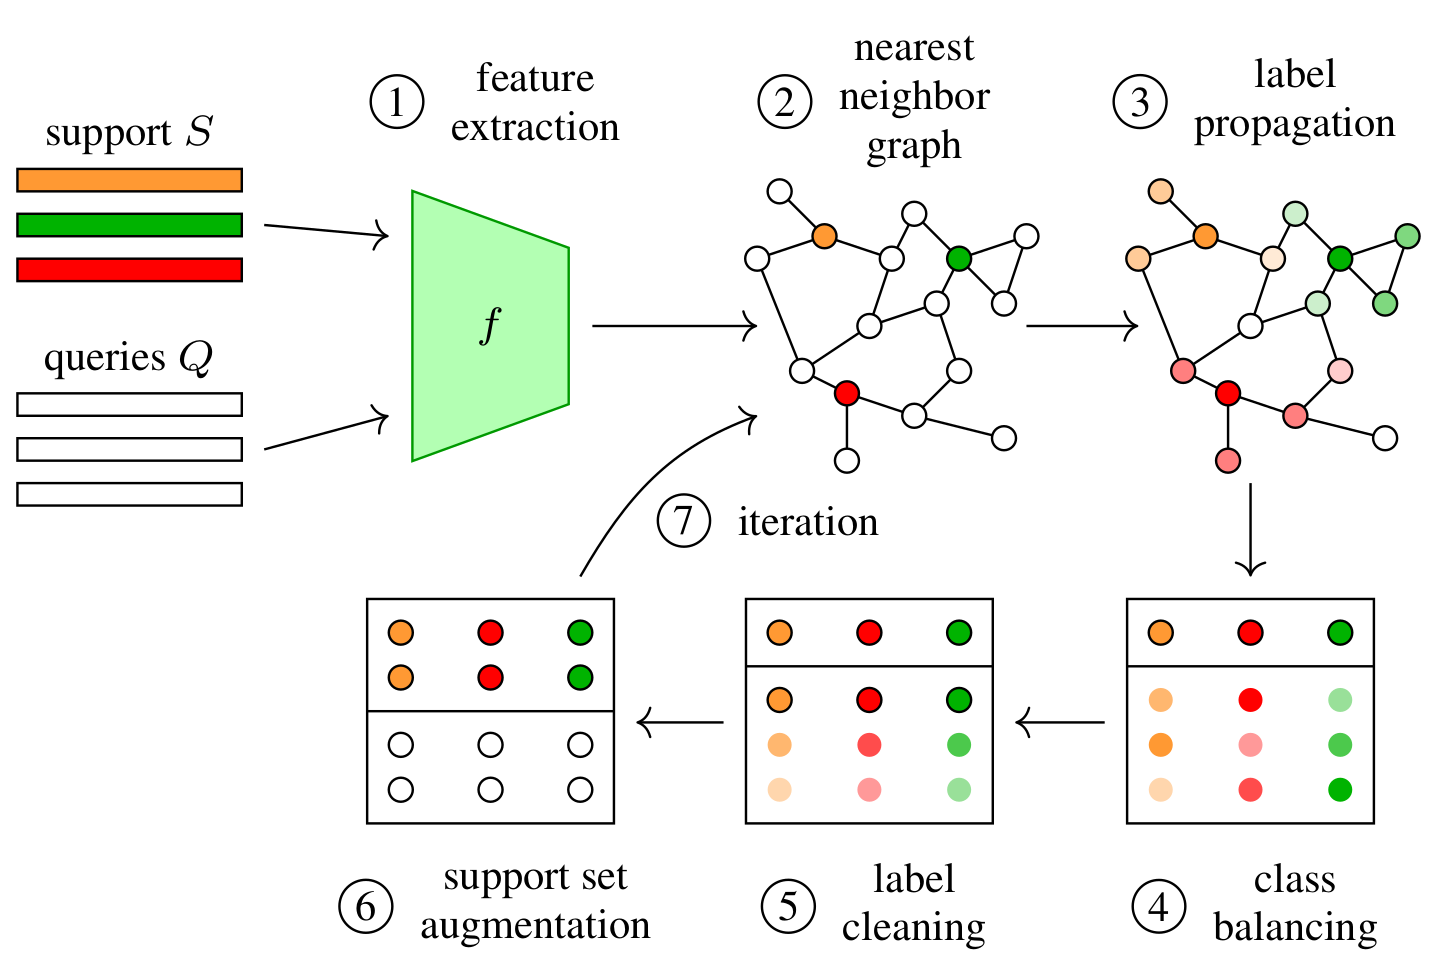 ① feature
extraction
② nearest
neighbor
graph
③ label
propagation
support S
queries Q
f
⑦ iteration
⑥ support set
augmentation
⑤ label
cleaning
④ class
balancing